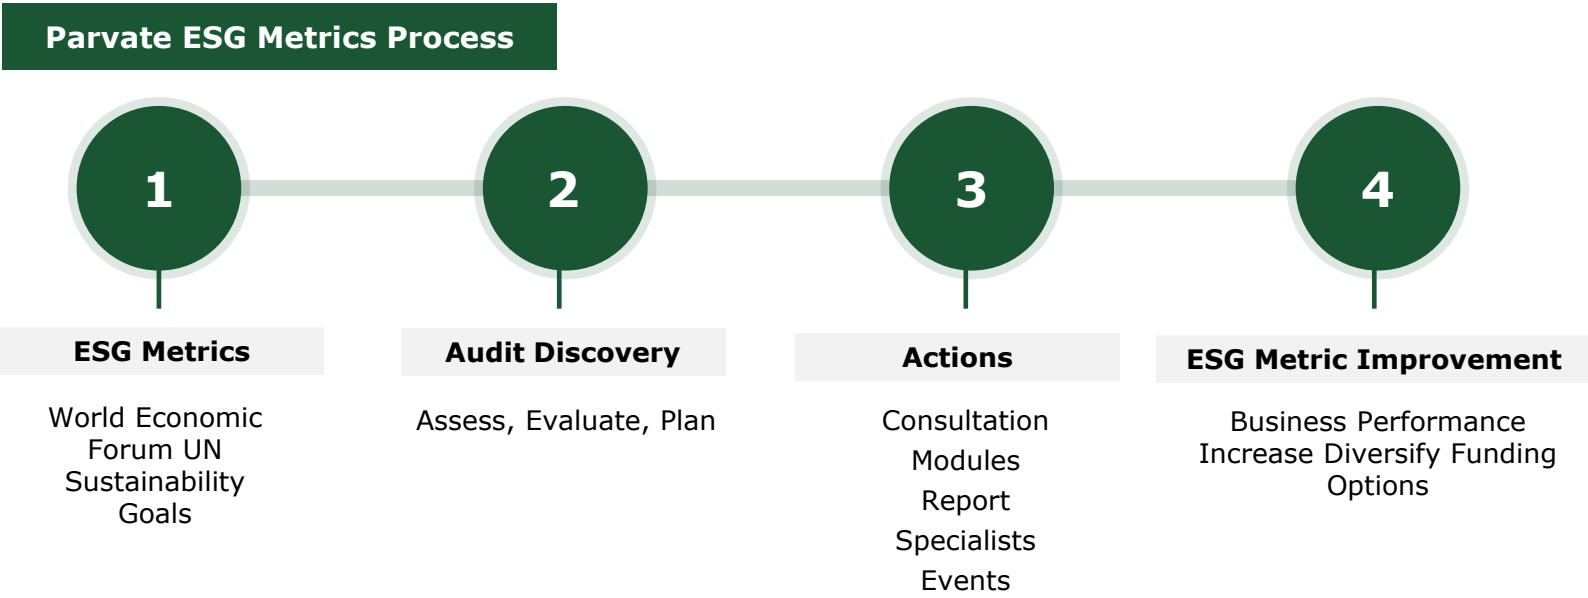 Parvate ESG Metrics Process
1
2
3
4
ESG Metrics
World Economic
Forum UN
Sustainability
Goals
Audit Discovery
Assess, Evaluate, Plan
Actions
Consultation
Modules
Report
Specialists
Events
ESG Metric Improvement
Business Performance
Increase Diversify Funding
Options